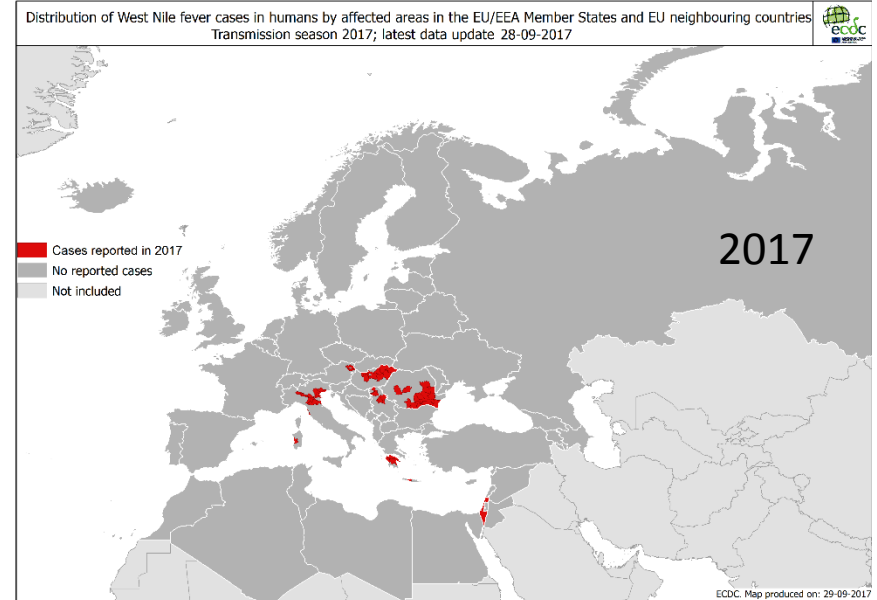 Distribution of West Nile fever cases in humans by affected areas in the EU/EEA Member States and EU neighbouring countries
Transmission season 2017; latest data update 28-09-2017
ecdc
2017
Cases reported in 2017
No reported cases
Not included
ECDC. Map produced on: 29-09-2017